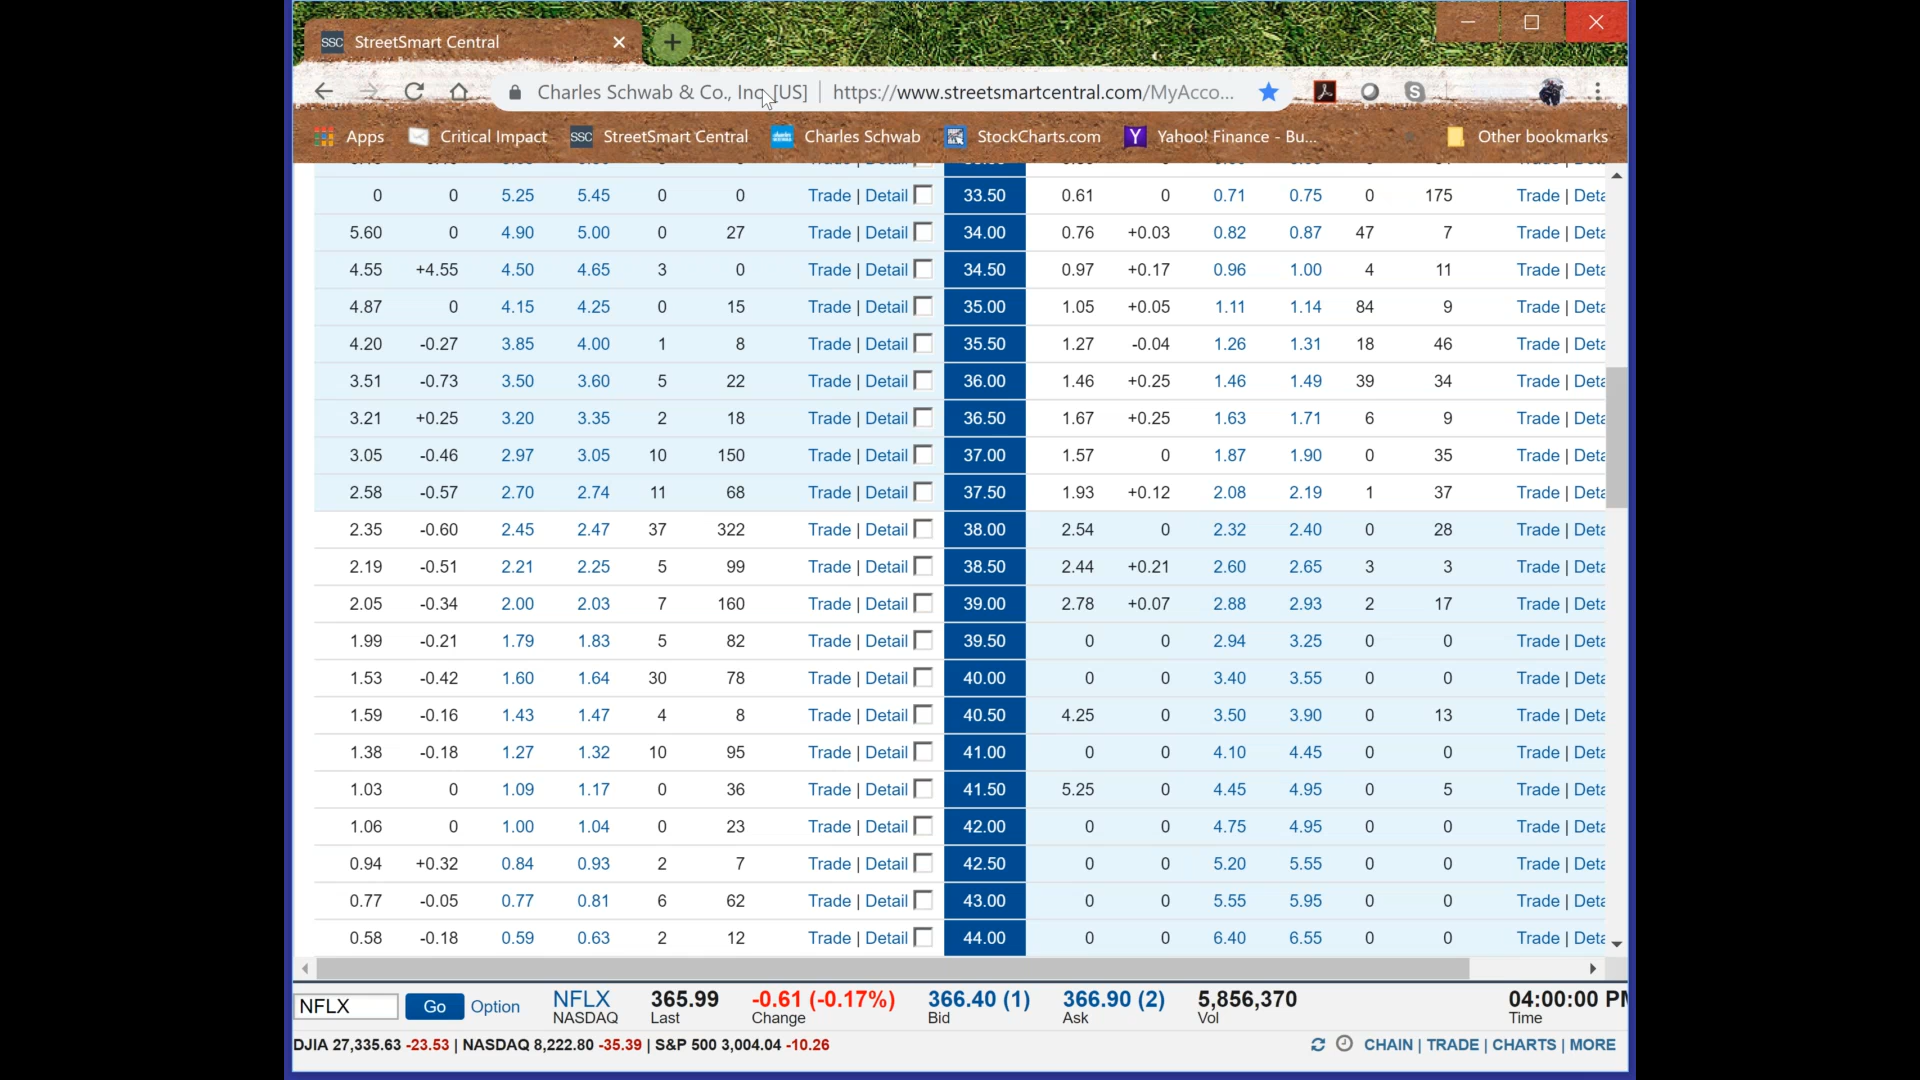 SSC StreetSmart Central
Charles Schwab & Co., Inc. [US] | https://www.streetsmartcentral.com/MyAcco...
Apps Critical Impact SSC StreetSmart Central Charles Schwab StockCharts.com Y Yahoo! Finance - Bu... Other bookmarks
0 0 5.25 5.45 0 0 Trade | Detail 33.50 0.61 0 0.71 0.75 0 175 Trade | Deta
5.60 0 4.90 5.00 0 27 Trade | Detail 34.00 0.76 +0.03 0.82 0.87 47 7 Trade | Deta
4.55 +4.55 4.50 4.65 3 0 Trade | Detail 34.50 0.97 +0.17 0.96 1.00 4 11 Trade | Deta
4.87 0 4.15 4.25 0 15 Trade | Detail 35.00 1.05 +0.05 1.11 1.14 84 9 Trade | Deta
4.20 -0.27 3.85 4.00 1 8 Trade | Detail 35.50 1.27 -0.04 1.26 1.31 18 46 Trade | Deta
3.51 -0.73 3.50 3.60 5 22 Trade | Detail 36.00 1.46 +0.25 1.46 1.49 39 34 Trade | Deta
3.21 +0.25 3.20 3.35 2 18 Trade | Detail 36.50 1.67 +0.25 1.63 1.71 6 9 Trade | Deta
3.05 -0.46 2.97 3.05 10 150 Trade | Detail 37.00 1.57 0 1.87 1.90 0 35 Trade | Deta
2.58 -0.57 2.70 2.74 11 68 Trade | Detail 37.50 1.93 +0.12 2.08 2.19 1 37 Trade | Deta
2.35 -0.60 2.45 2.47 37 322 Trade | Detail 38.00 2.54 0 2.32 2.40 0 28 Trade | Deta
2.19 -0.51 2.21 2.25 5 99 Trade | Detail 38.50 2.44 +0.21 2.60 2.65 3 3 Trade | Deta
2.05 -0.34 2.00 2.03 7 160 Trade | Detail 39.00 2.78 +0.07 2.88 2.93 2 17 Trade | Deta
1.99 -0.21 1.79 1.83 5 82 Trade | Detail 39.50 0 0 2.94 3.25 0 0 Trade | Deta
1.53 -0.42 1.60 1.64 30 78 Trade | Detail 40.00 0 0 3.40 3.55 0 0 Trade | Deta
1.59 -0.16 1.43 1.47 4 8 Trade | Detail 40.50 4.25 0 3.50 3.90 0 13 Trade | Deta
1.38 -0.18 1.27 1.32 10 95 Trade | Detail 41.00 0 0 4.10 4.45 0 0 Trade | Deta
1.03 0 1.09 1.17 0 36 Trade | Detail 41.50 5.25 0 4.45 4.95 0 5 Trade | Deta
1.06 0 1.00 1.04 0 23 Trade | Detail 42.00 0 0 4.75 4.95 0 0 Trade | Deta
0.94 +0.32 0.84 0.93 2 7 Trade | Detail 42.50 0 0 5.20 5.55 0 0 Trade | Deta
0.77 -0.05 0.77 0.81 6 62 Trade | Detail 43.00 0 0 5.55 5.95 0 0 Trade | Deta
0.58 -0.18 0.59 0.63 2 12 Trade | Detail 44.00 0 0 6.40 6.55 0 0 Trade | Deta
NFLX Go Option NFLX 365.99 -0.61 (-0.17%) 366.40 (1) 366.90 (2) 5,856,370 04:00:00 PM
NASDAQ Last Change Bid Ask Vol Time
DJIA 27,335.63 -23.53 | NASDAQ 8,222.80 -35.39 | S&P 500 3,004.04 -10.26 CHAIN | TRADE | CHARTS | MORE